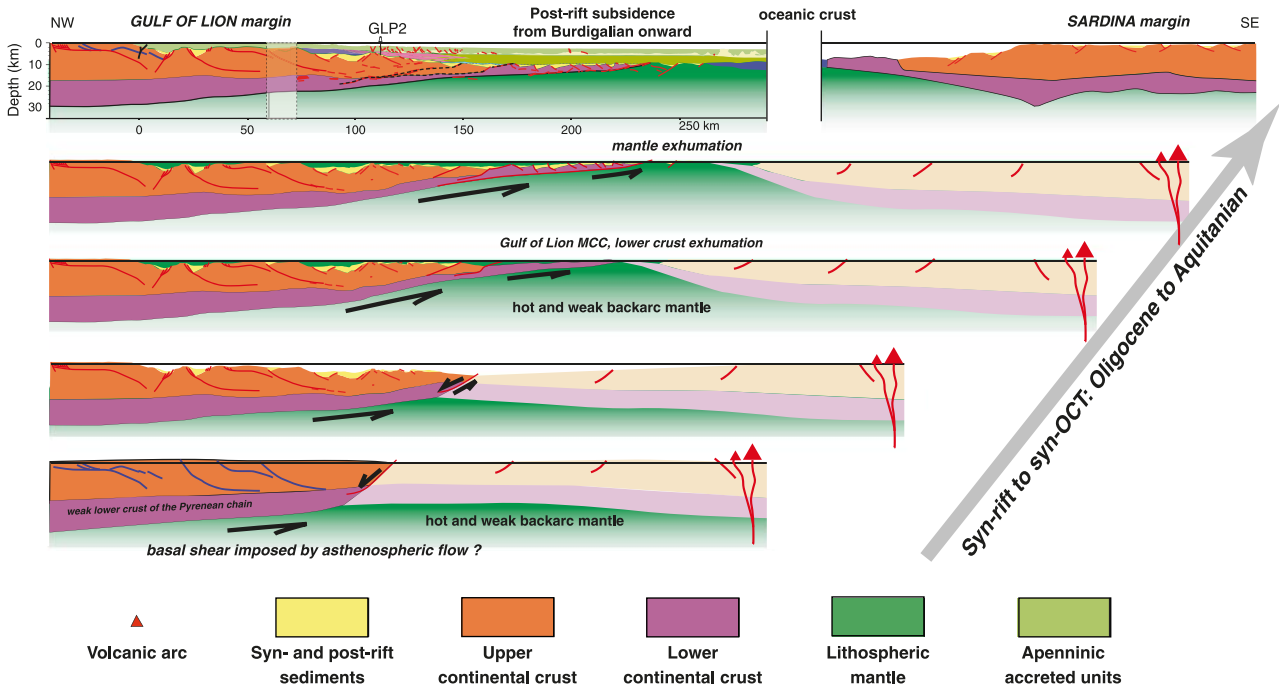 NW
GULF OF LION margin
GLP2
Post-rift subsidence
from Burdigalian onward
oceanic crust
SARDINA margin
SE
Depth (km)
0
10
20
30
0
50
100
150
200
250 km
mantle exhumation
Gulf of Lion MCC, lower crust exhumation
hot and weak backarc mantle
weak lower crust of the Pyrenean chain
hot and weak backarc mantle
basal shear imposed by asthenospheric flow ?
Syn-rift to syn-OCT: Oligocene to Aquitanian
Volcanic arc
Syn- and post-rift
sediments
Upper
continental crust
Lower
continental crust
Lithospheric
mantle
Apenninic
accreted units